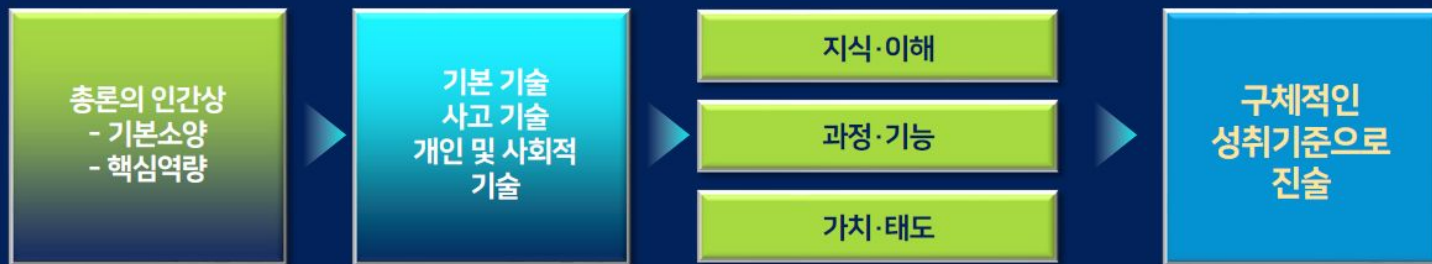 총론의 인간상
- 기본소양
- 핵심역량
기본 기술
사고 기술
개인 및 사회적
기술
지식·이해
과정·기능
가치·태도
구체적인
성취기준으로
진술